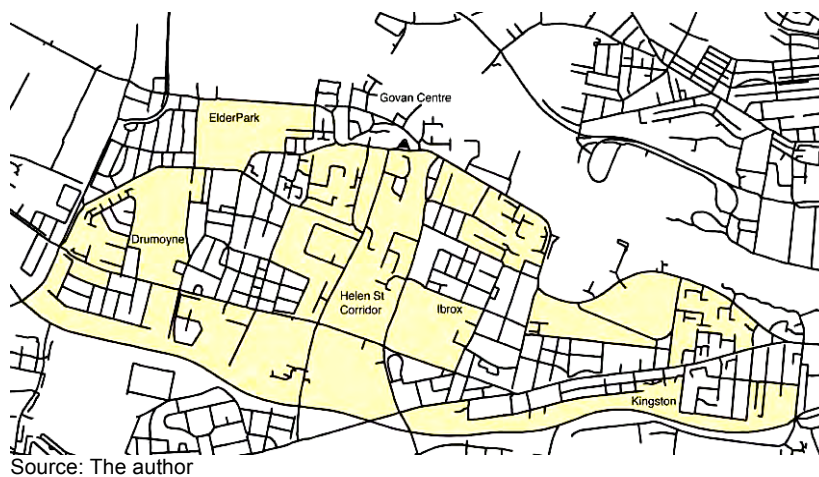 Govan Centre
ElderPark
Drumoyne
Helen St
Corridor
Ibrox
Kingston
Source: The author